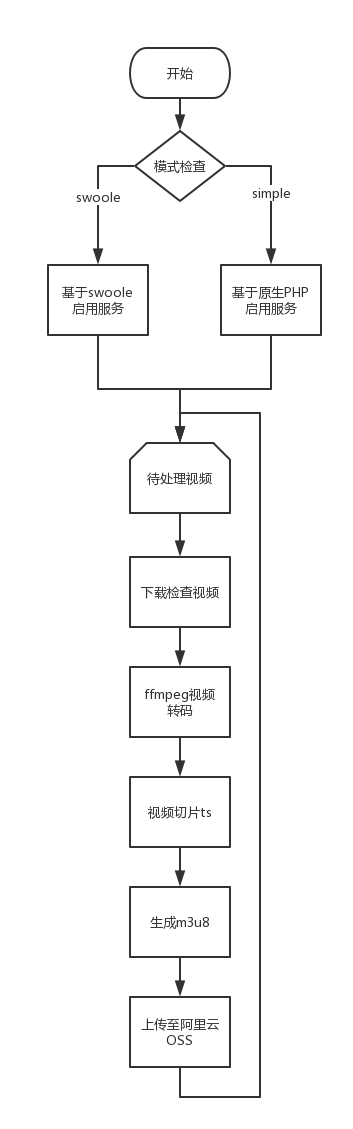 开始
模式检查
swoole
simple
基于swoole
启用服务
基于原生PHP
启用服务
待处理视频
下载检查视频
ffmpeg视频
转码
视频切片ts
生成m3u8
上传至阿里云
OSS